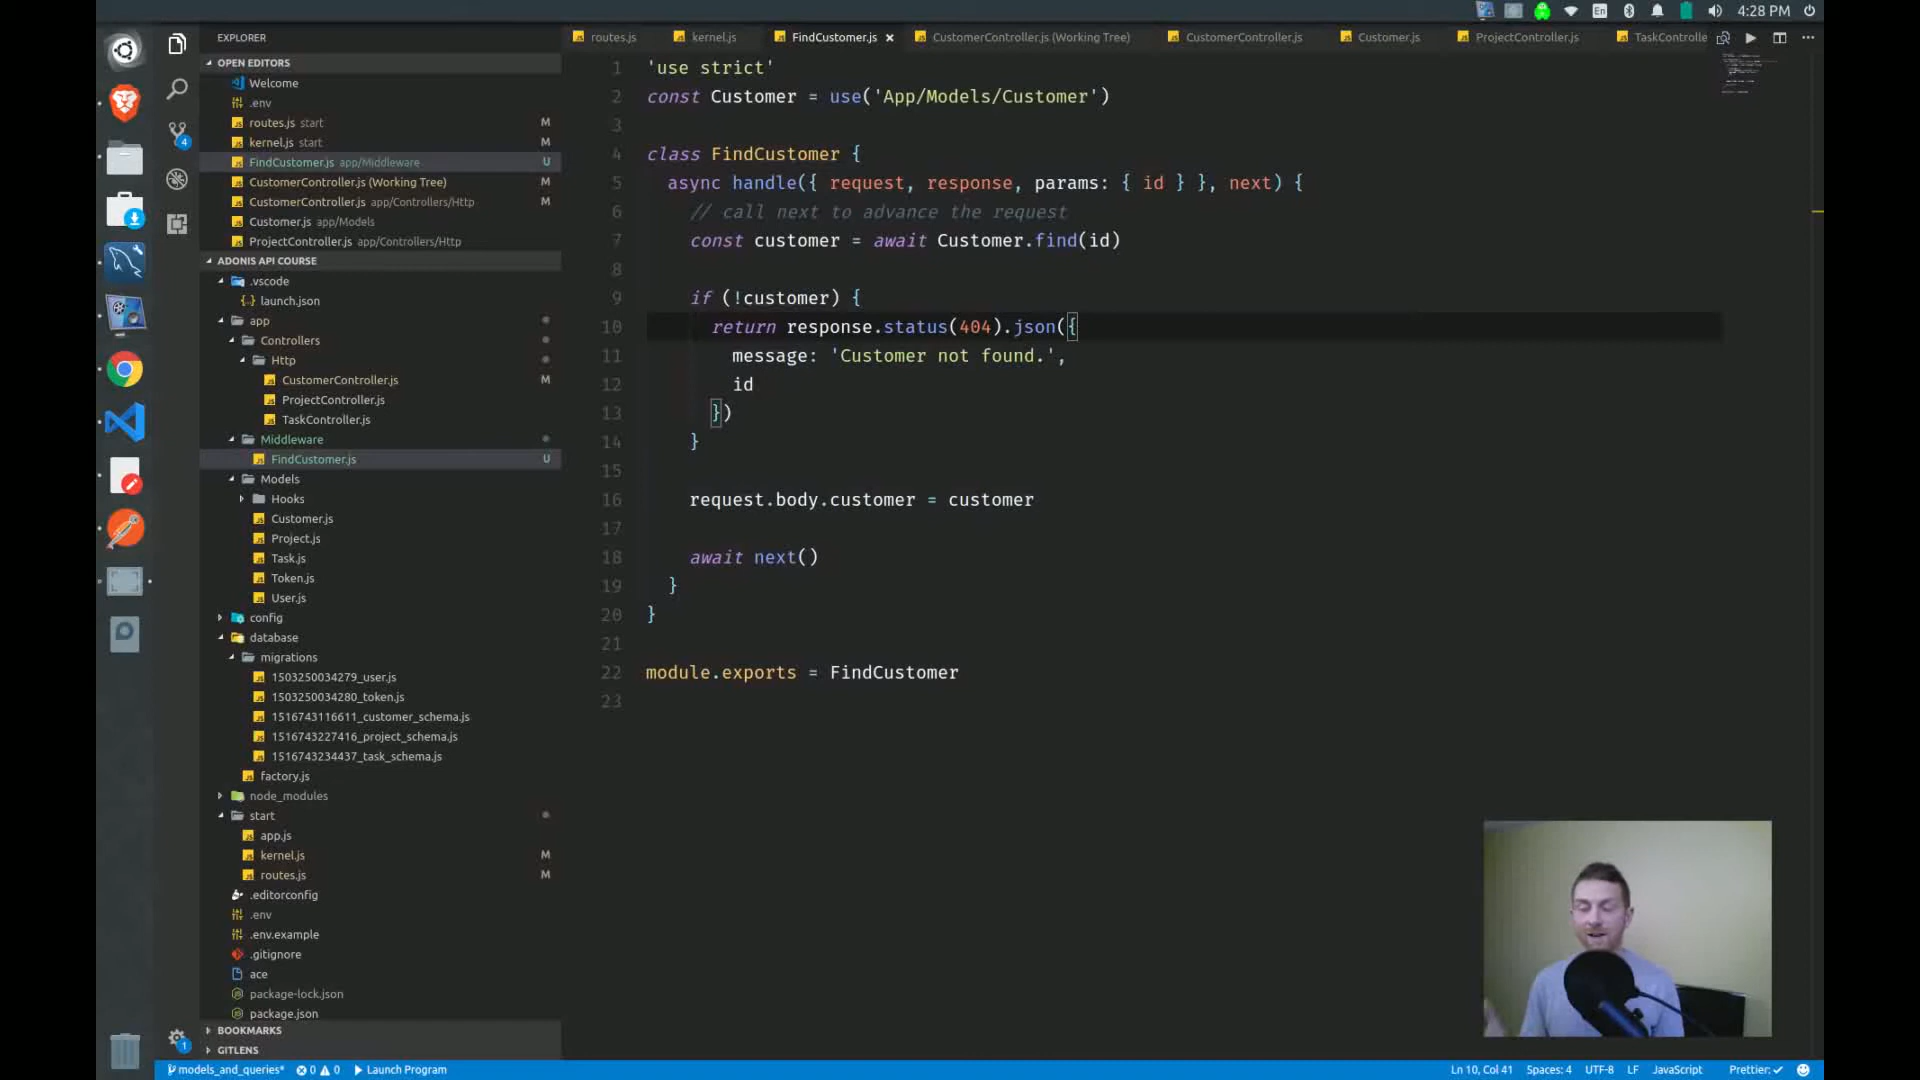 4:28 PM
EXPLORER
OPEN EDITORS
Welcome
.env
routes.js start M
kernel.js start M
FindCustomer.js app/Middleware U
CustomerController.js (Working Tree) M
CustomerController.js app/Controllers/Http M
Customer.js app/Models
ProjectController.js app/Controllers/Http
ADONIS API COURSE
.vscode
launch.json
app
Controllers
Http
CustomerController.js M
ProjectController.js
TaskController.js
Middleware
FindCustomer.js U
Models
Hooks
Customer.js
Project.js
Task.js
Token.js
User.js
config
database
migrations
1503250034279_user.js
1503250034280_token.js
1516743116611_customer_schema.js
1516743227416_project_schema.js
1516743234437_task_schema.js
factory.js
node_modules
start
app.js
kernel.js M
routes.js M
.editorconfig
.env
.env.example
.gitignore
ace
package-lock.json
package.json
BOOKMARKS
GITLENS
routes.js kernel.js FindCustomer.js CustomerController.js (Working Tree) CustomerController.js Customer.js ProjectController.js TaskControlle
1 'use strict'
2 const Customer = use('App/Models/Customer')
3
4 class FindCustomer {
5 async handle({ request, response, params: { id } }, next) {
6 // call next to advance the request
7 const customer = await Customer.find(id)
8
9 if (!customer) {
10 return response.status(404).json({
11 message: 'Customer not found.',
12 id
13 })
14 }
15
16 request.body.customer = customer
17
18 await next()
19 }
20 }
21
22 module.exports = FindCustomer
23
models_and_queries* 0 0 Launch Program Ln 10, Col 41 Spaces: 4 UTF-8 LF JavaScript Prettier: ✓
En
4
1